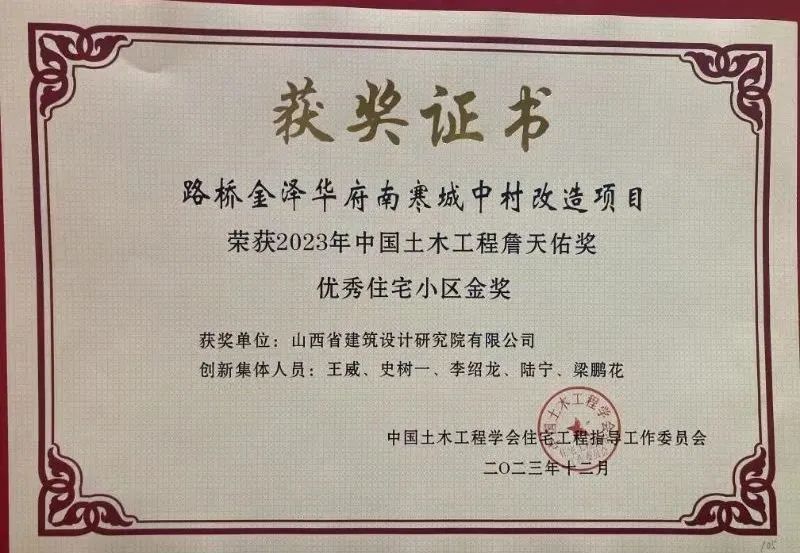 获奖证书
路桥金泽华府南寒城中村改造项目
荣获2023年中国土木工程詹天佑奖
优秀住宅小区金奖
获奖单位：山西省建筑设计研究院有限公司
创新集体人员：王威、史树一、李绍龙、陆宁、梁鹏花
中国土木工程学会住宅工程指导工作委员会
二〇二三年十二月
105